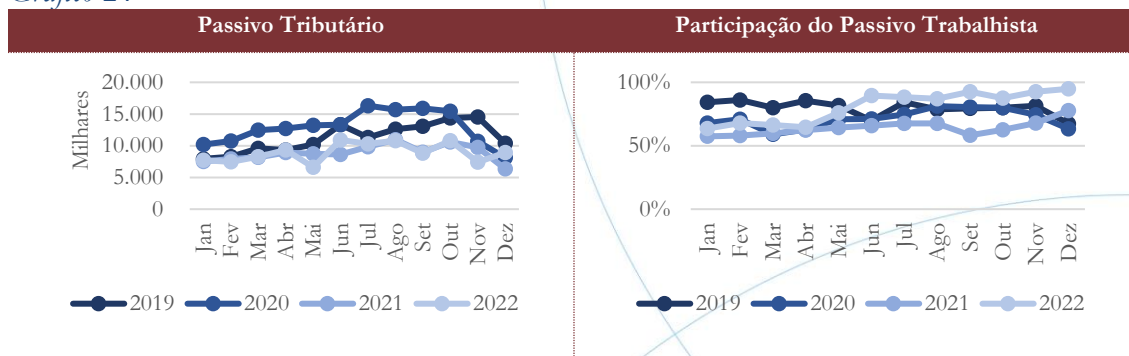 Passivo Tributário
20.000
15.000
10.000
5.000
0
Milhares
Jan
Fev
Mar
Abr
Mai
Jun
Jul
Ago
Set
Out
Nov
Dez
2019 2020 2021 2022
Participação do Passivo Trabalhista
100%
50%
0%
Jan
Fev
Mar
Abr
Mai
Jun
Jul
Ago
Set
Out
Nov
Dez
2019 2020 2021 2022